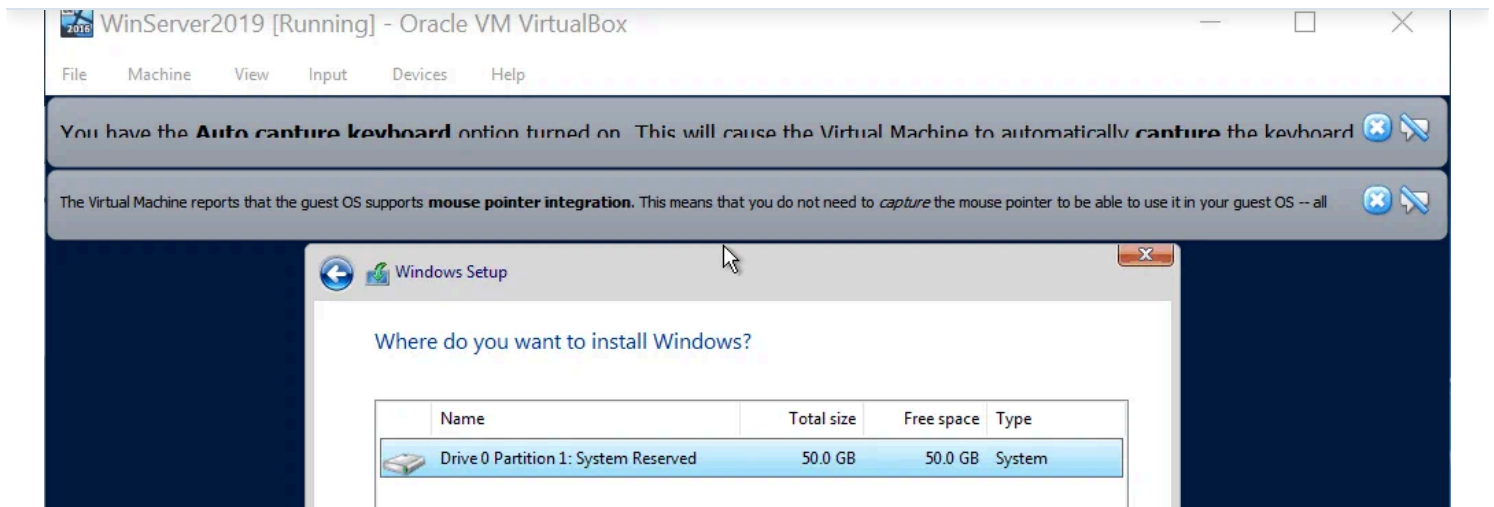 2016 WinServer2019 [Running] - Oracle VM VirtualBox
File Machine View Input Devices Help
You have the Auto capture keyboard option turned on. This will cause the Virtual Machine to automatically capture the keyboard
The Virtual Machine reports that the guest OS supports mouse pointer integration. This means that you do not need to capture the mouse pointer to be able to use it in your guest OS -- all
Windows Setup
Where do you want to install Windows?
Name Total size Free space Type
Drive 0 Partition 1: System Reserved 50.0 GB 50.0 GB System